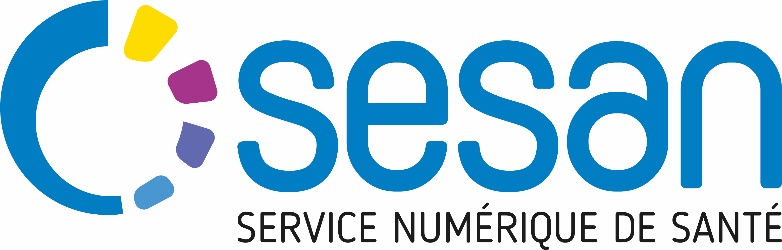 sesan
SERVICE NUMÉRIQUE DE SANTÉ